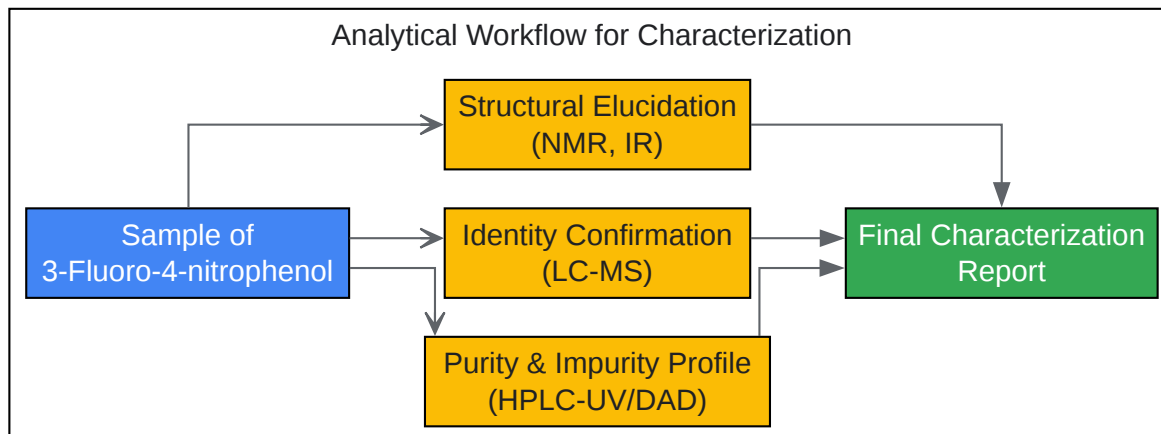 Analytical Workflow for Characterization
Structural Elucidation
(NMR, IR)
Sample of
3-Fluoro-4-nitrophenol
Identity Confirmation
(LC-MS)
Final Characterization
Report
Purity & Impurity Profile
(HPLC-UV/DAD)